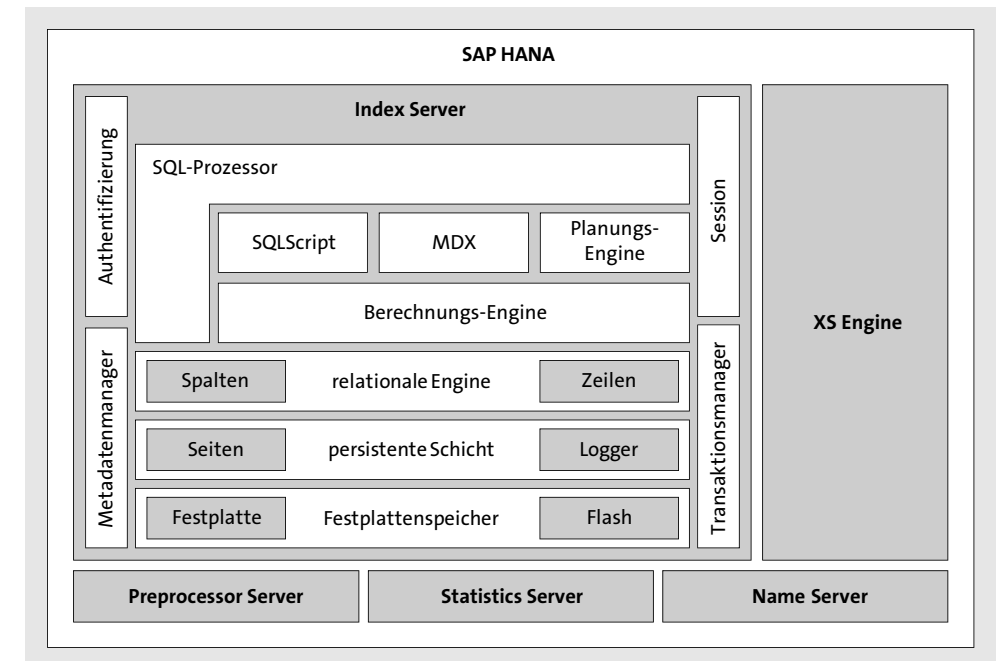 SAP HANA
Index Server
Authentifizierung
SQL-Prozessor
Session
SQLScript
MDX
Planungs-
Engine
Berechnungs-Engine
XS Engine
Metadatenmanager
Transaktionsmanager
Spalten
relationale Engine
Zeilen
Seiten
persistente Schicht
Logger
Festplatte
Festplattenspeicher
Flash
Preprocessor Server
Statistics Server
Name Server